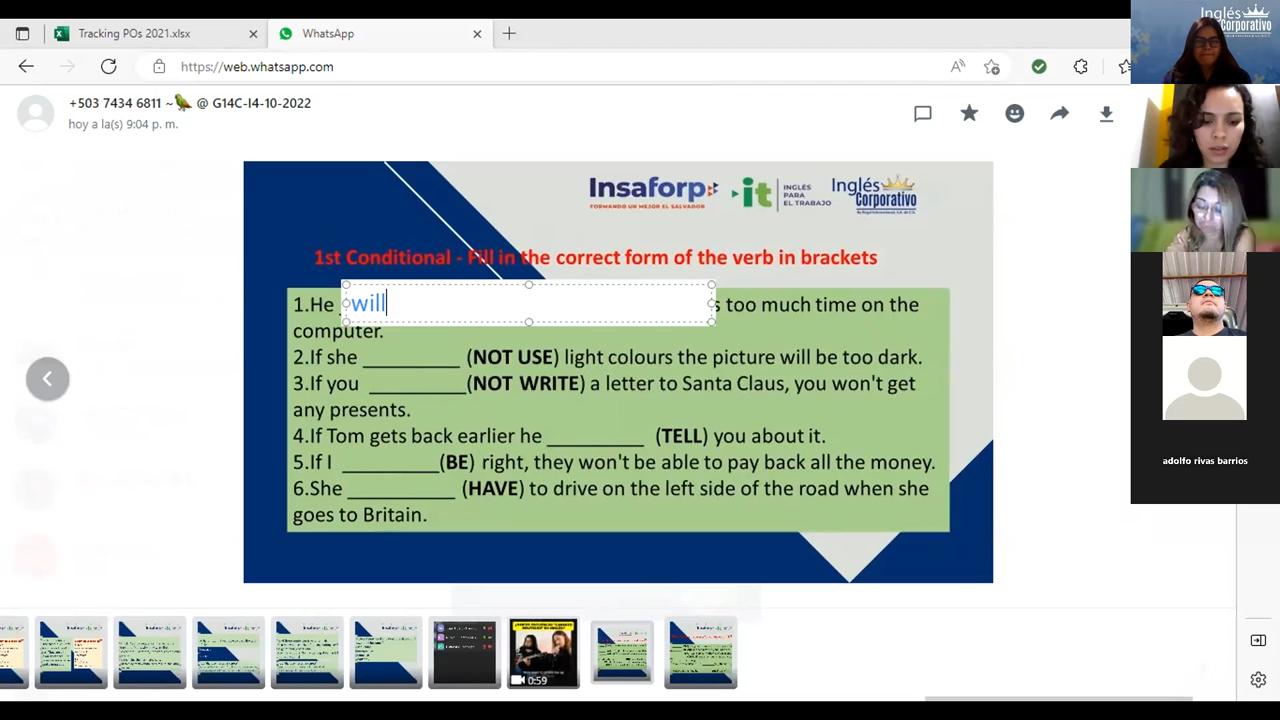 Tracking POs 2021.xlsx
WhatsApp
https://web.whatsapp.com
+503 7434 6811 ~ @ G14C-I4-10-2022
hoy a la(s) 9:04 p. m.
Insaforp
FORMANDO UN MEJOR EL SALVADOR
it
INGLÉS
PARA
EL TRABAJO
Inglés
Corporativo
1st Conditional - Fill in the correct form of the verb in brackets
1.He will s too much time on the
computer.
2.If she __________ (NOT USE) light colours the picture will be too dark.
3.If you __________(NOT WRITE) a letter to Santa Claus, you won't get
any presents.
4.If Tom gets back earlier he __________ (TELL) you about it.
5.If I __________(BE) right, they won't be able to pay back all the money.
6.She ___________ (HAVE) to drive on the left side of the road when she
goes to Britain.
0:59
Inglés
Corporativo
adolfo rivas barrios